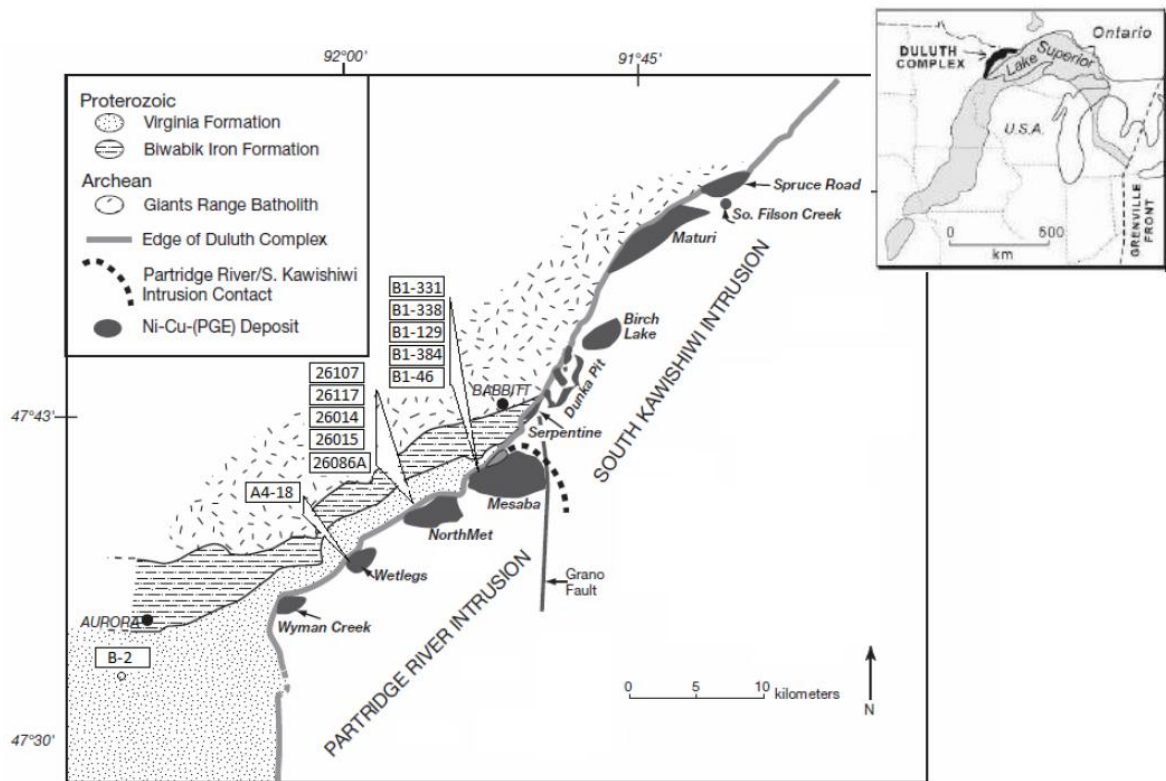 92°00'
91°45'
Proterozoic
Virginia Formation
Biwabik Iron Formation
Archean
Giants Range Batholith
Edge of Duluth Complex
Partridge River/S. Kawishiwi
Intrusion Contact
Ni-Cu-(PGE) Deposit
DULUTH
COMPLEX
Ontario
Lake Superior
U.S.A.
GRENVILLE
FRONT
0 500
km
Spruce Road
So. Filson Creek
Maturi
B1-331
B1-338
B1-129
B1-384
B1-46
Birch
Lake
26107
26117
26014
26015
26086A
BABBITT
Dunka Pit
47°43'
Serpentine
SOUTH KAWISHIWI INTRUSION
A4-18
Mesaba
NorthMet
Wetlegs
Grano
Fault
Wyman Creek
AURORA
PARTRIDGE RIVER INTRUSION
B-2
0 5 10 kilometers
N
47°30'